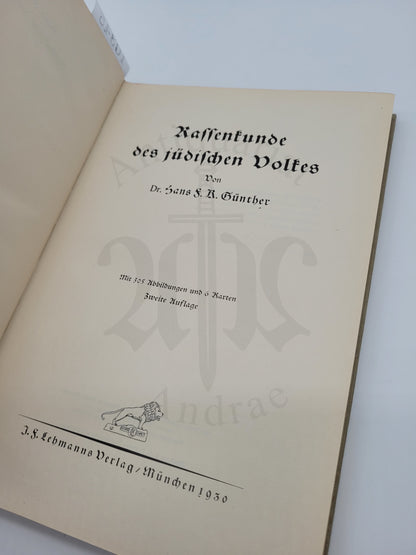 Rassenkunde
des jüdischen Volkes
Von
Dr. Hans F. K. Günther
Mit 305 Abbildungen und 6 Karten
Zweite Auflage
J. F. Lehmanns Verlag / München 1930
Antiquariat
Andrae